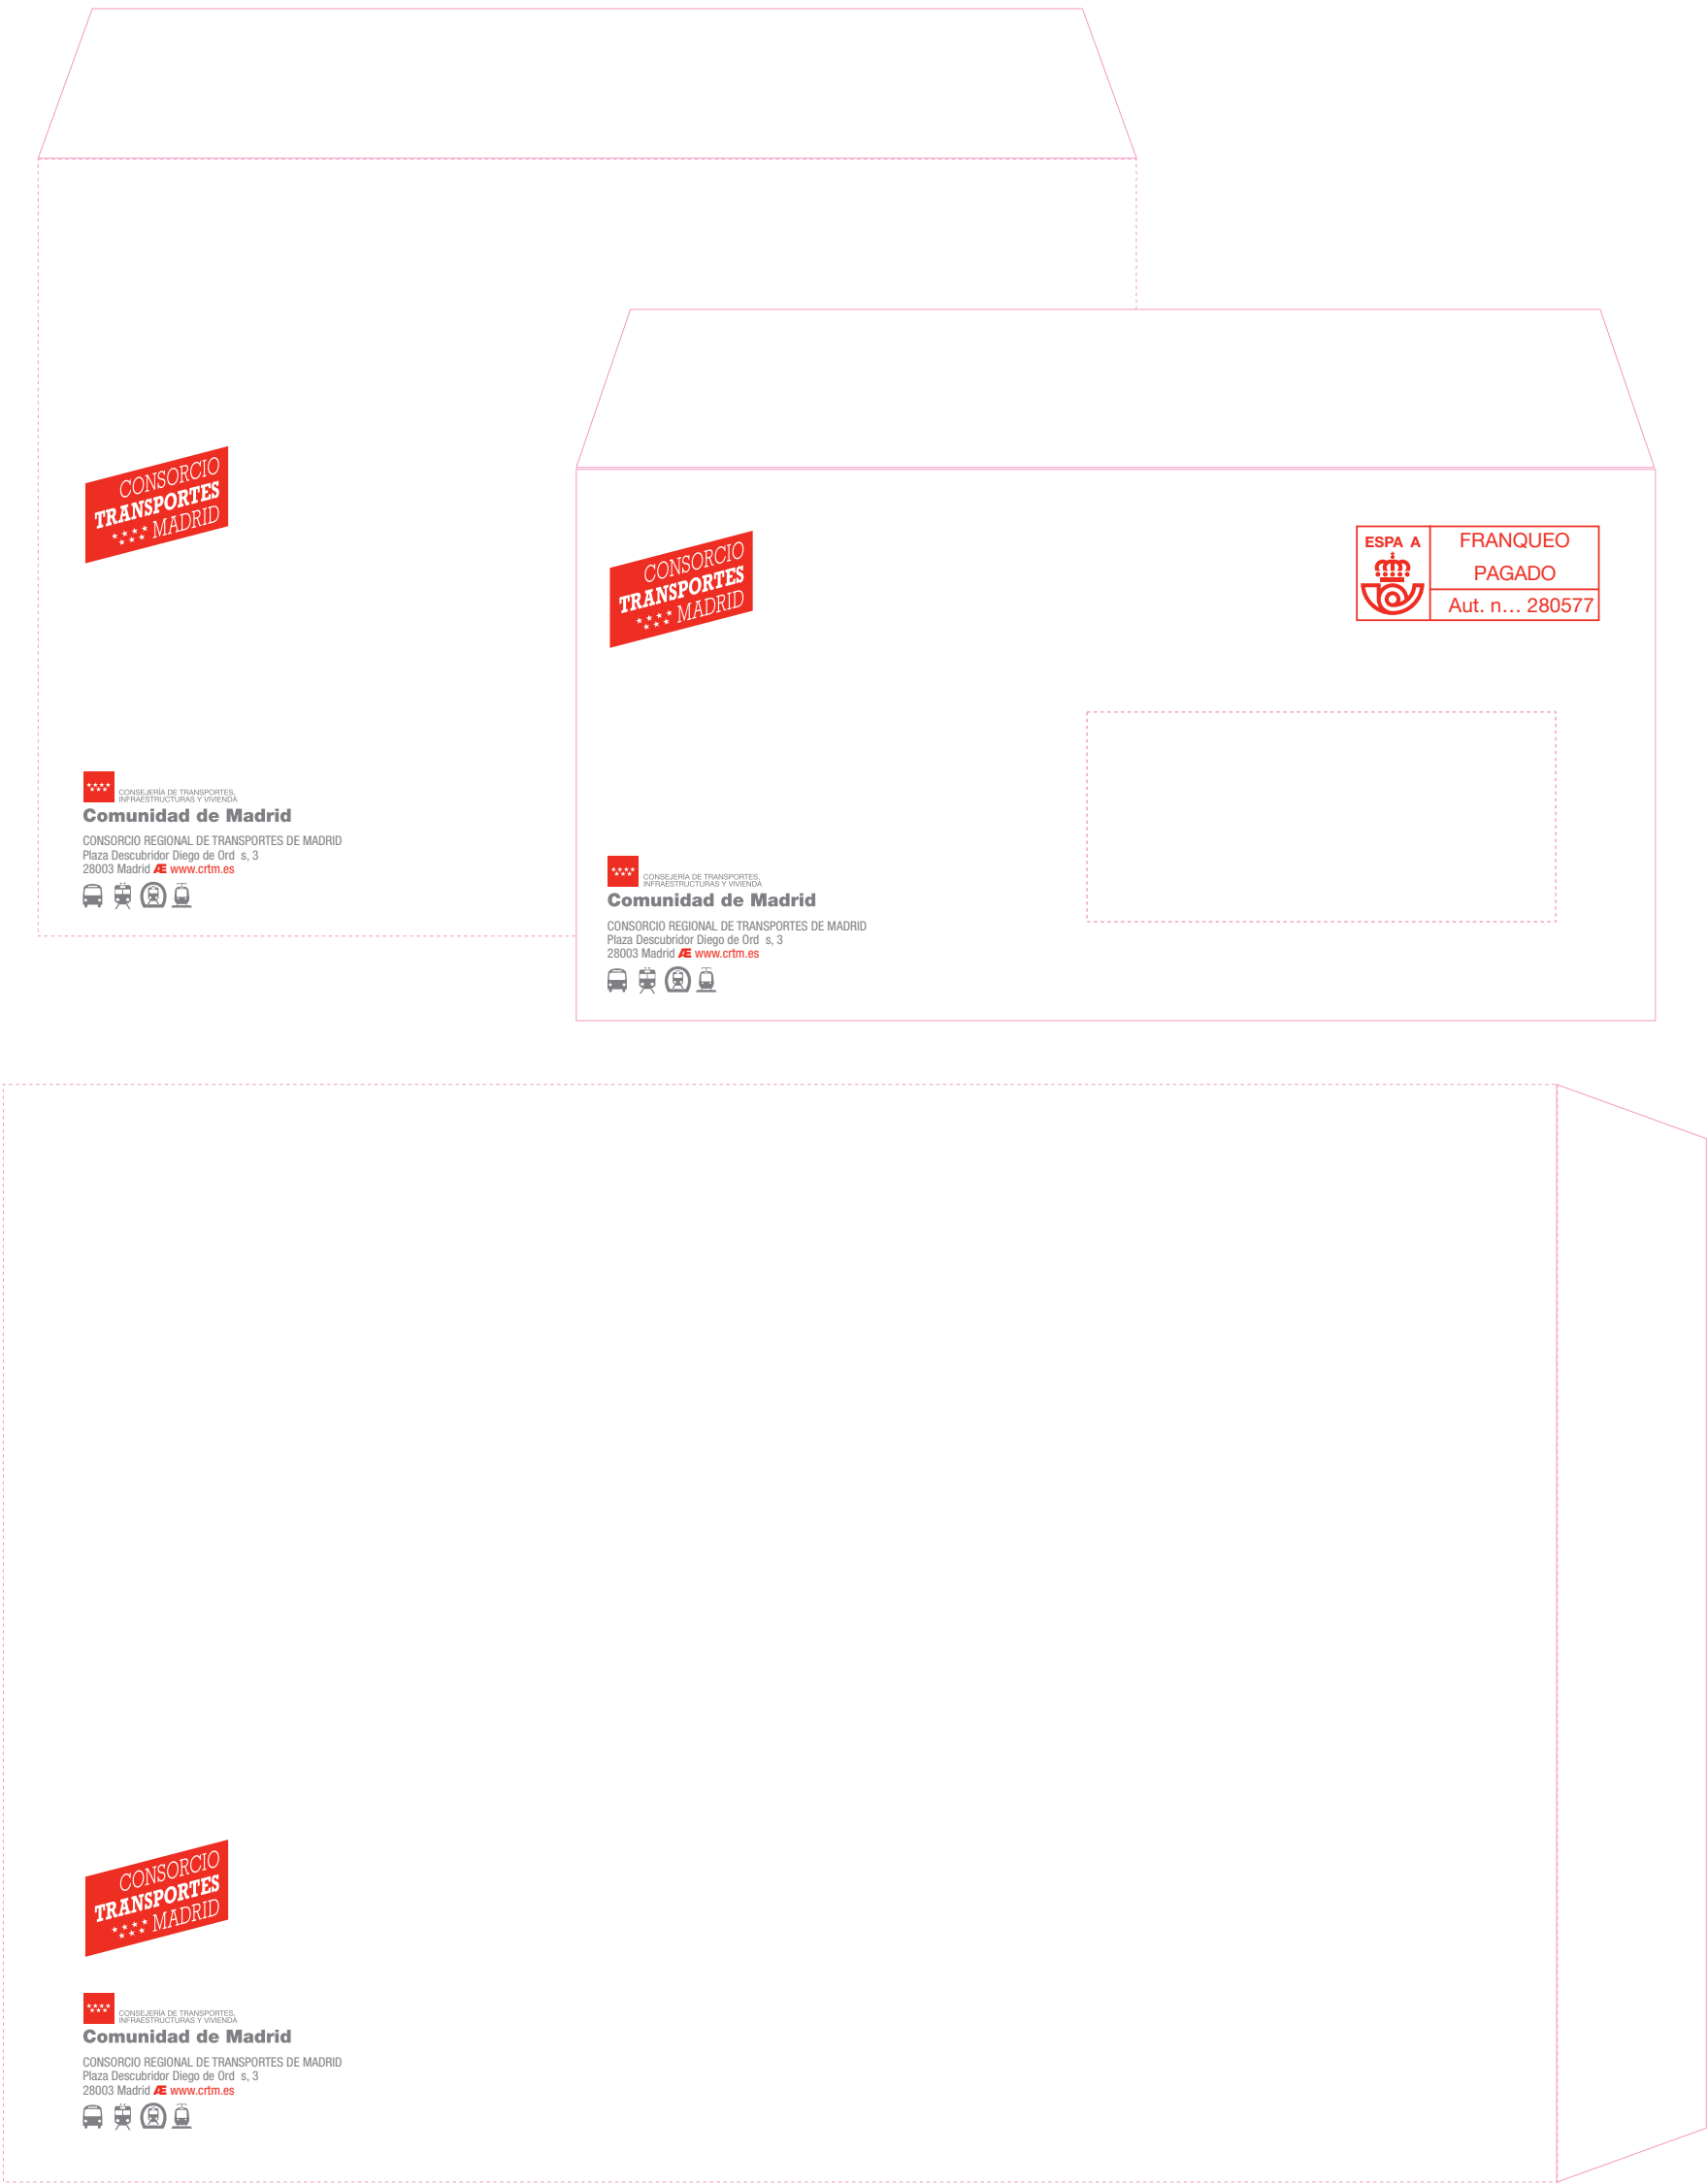 CONSORCIO
TRANSPORTES
MADRID
CONSEJERÍA DE TRANSPORTES,
INFRAESTRUCTURAS Y VIVIENDA
Comunidad de Madrid
CONSORCIO REGIONAL DE TRANSPORTES DE MADRID
Plaza Descubridor Diego de Ord s, 3
28003 Madrid Æ www.crtm.es
CONSORCIO
TRANSPORTES
MADRID
ESPA A
FRANQUEO
PAGADO
Aut. n… 280577
CONSEJERÍA DE TRANSPORTES,
INFRAESTRUCTURAS Y VIVIENDA
Comunidad de Madrid
CONSORCIO REGIONAL DE TRANSPORTES DE MADRID
Plaza Descubridor Diego de Ord s, 3
28003 Madrid Æ www.crtm.es
CONSORCIO
TRANSPORTES
MADRID
CONSEJERÍA DE TRANSPORTES,
INFRAESTRUCTURAS Y VIVIENDA
Comunidad de Madrid
CONSORCIO REGIONAL DE TRANSPORTES DE MADRID
Plaza Descubridor Diego de Ord s, 3
28003 Madrid Æ www.crtm.es